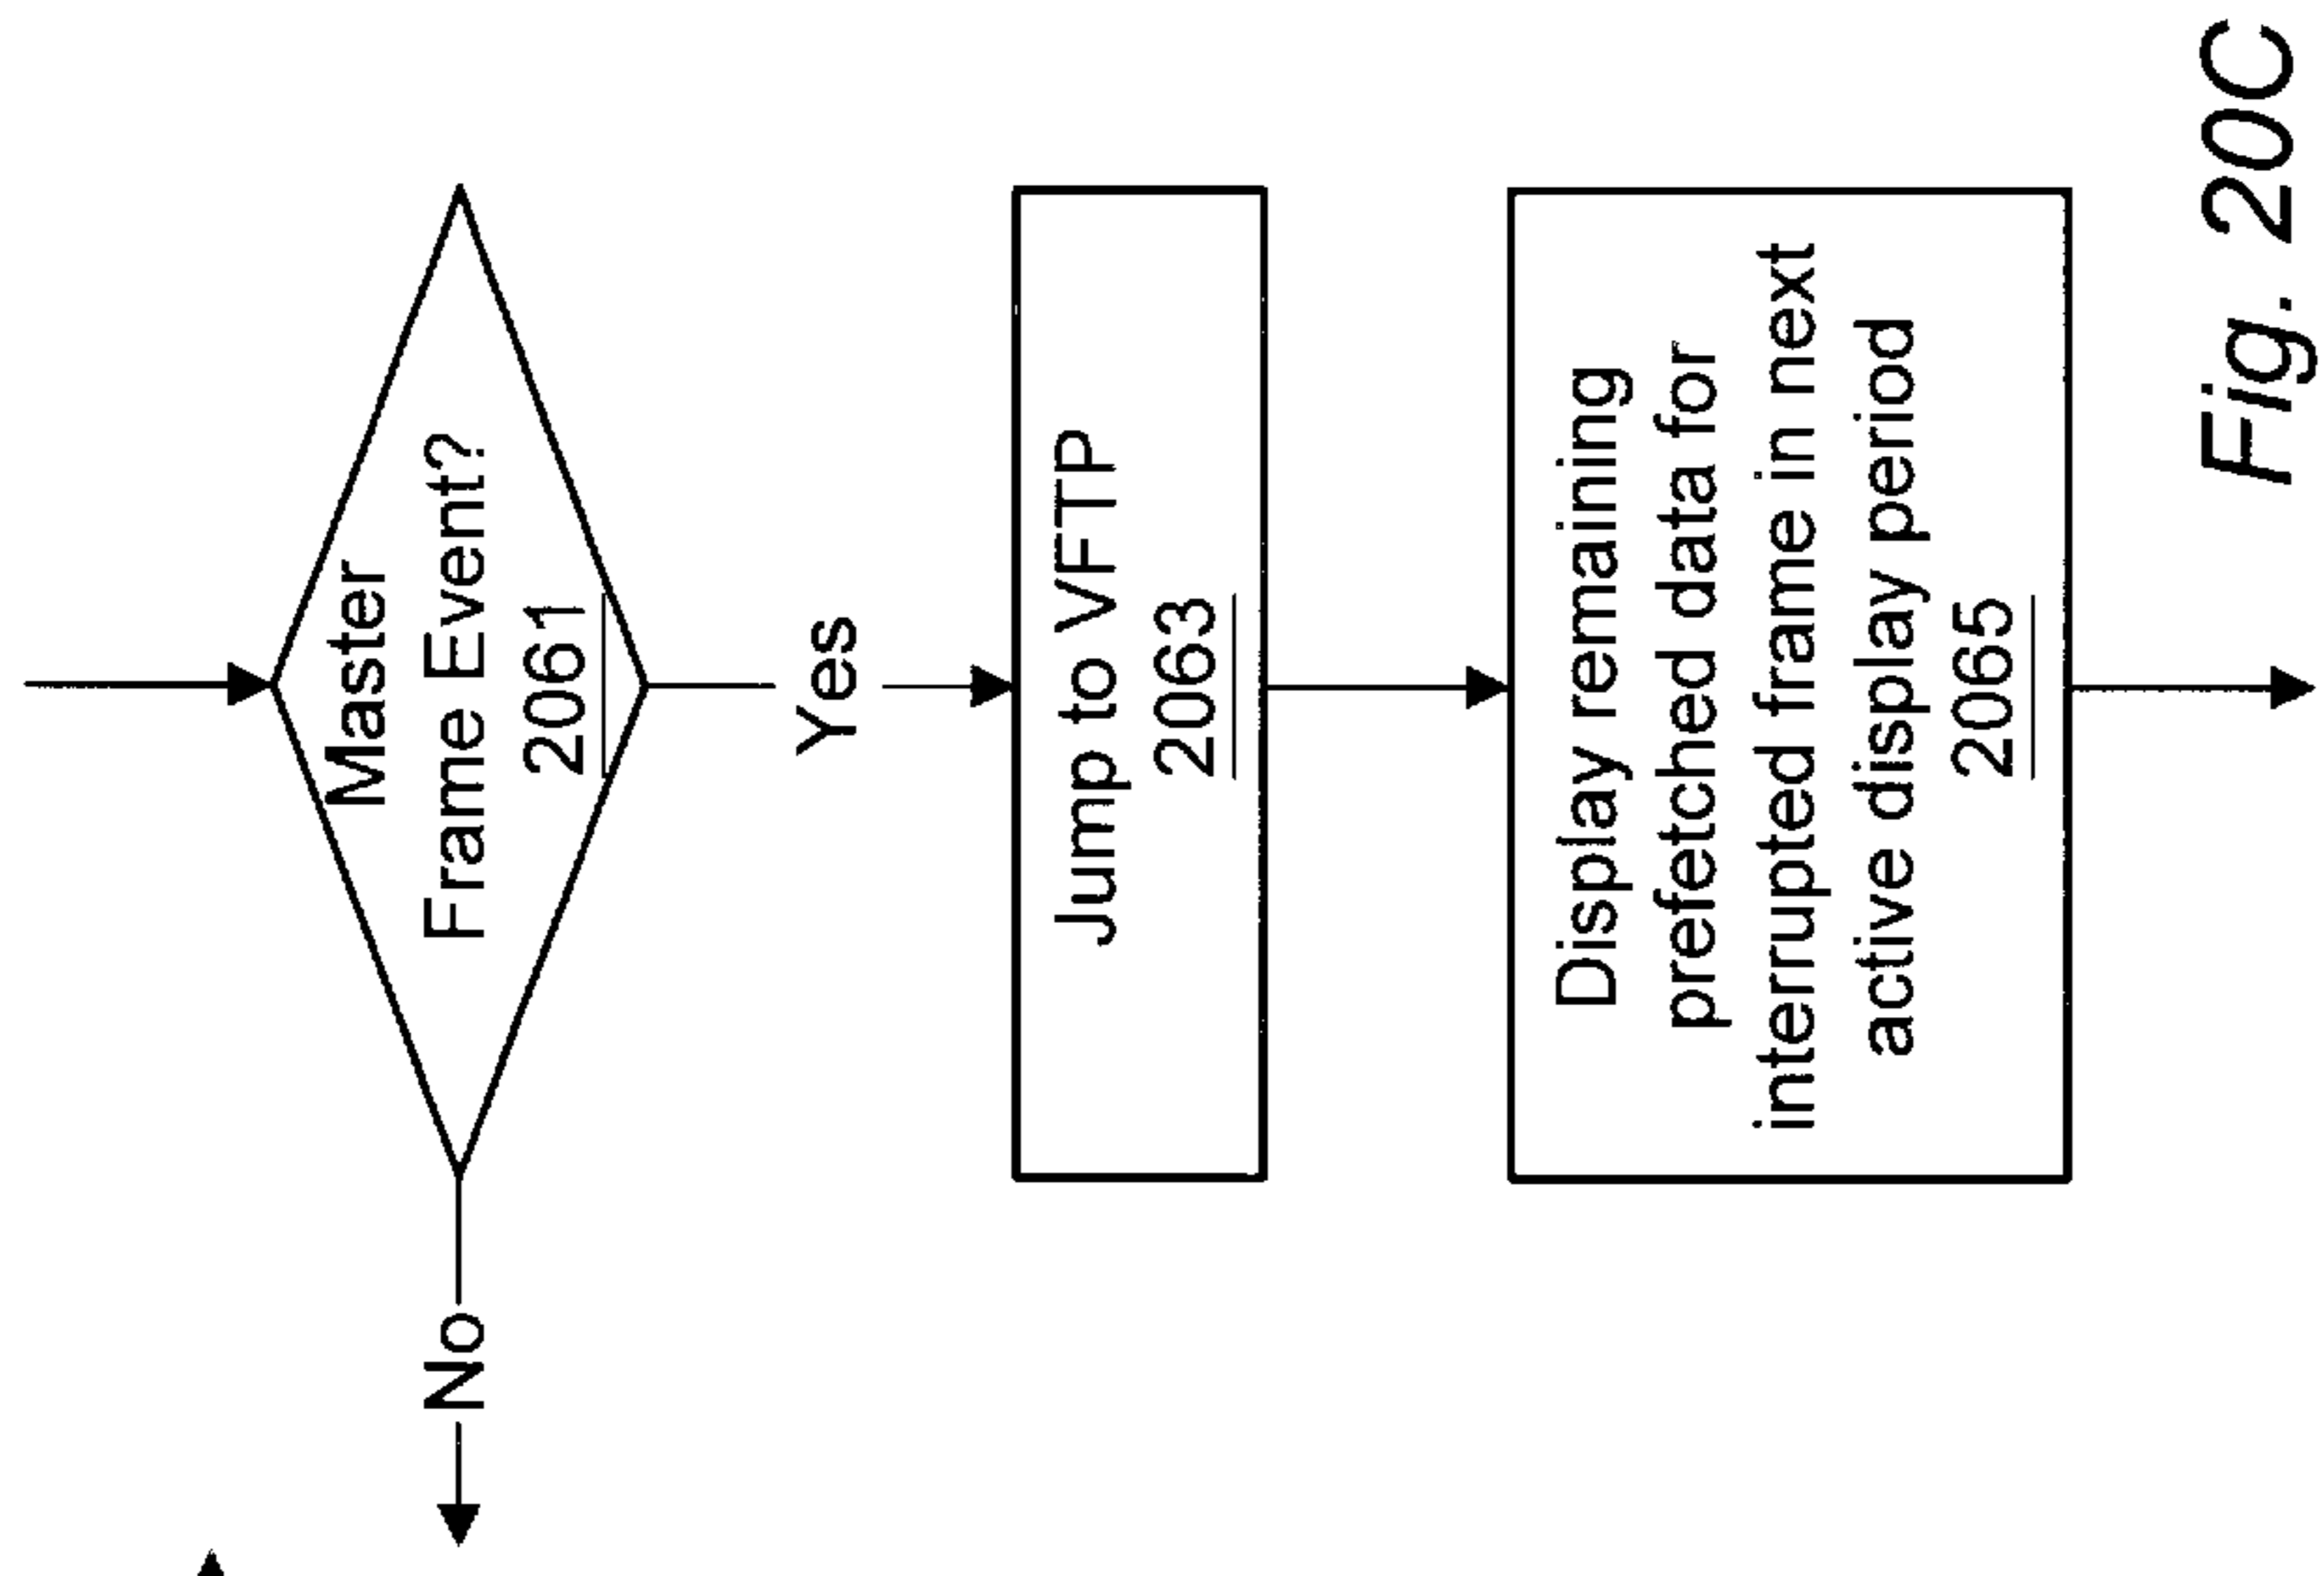 Master
Frame Event?
2061
No
Yes
Jump to VFTP
2063
Display remaining
prefetched data for
interrupted frame in next
active display period
2065
Fig. 20C